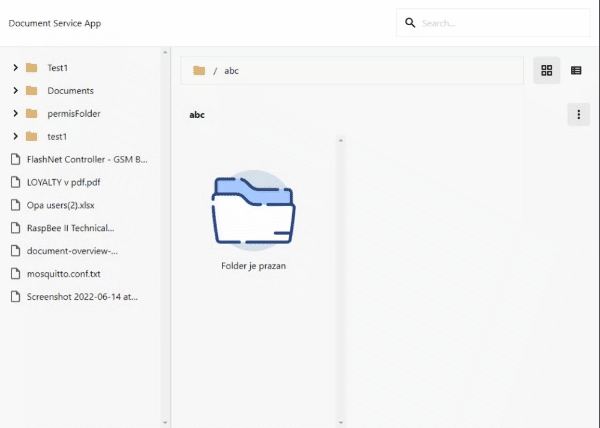 Document Service App
Search...
Test1
Documents
permisFolder
test1
FlashNet Controller - GSM B...
LOYALTY v pdf.pdf
Opa users(2).xlsx
RaspBee II Technical...
document-overview-...
mosquitto.conf.txt
Screenshot 2022-06-14 at...
/ abc
abc
Folder je prazan